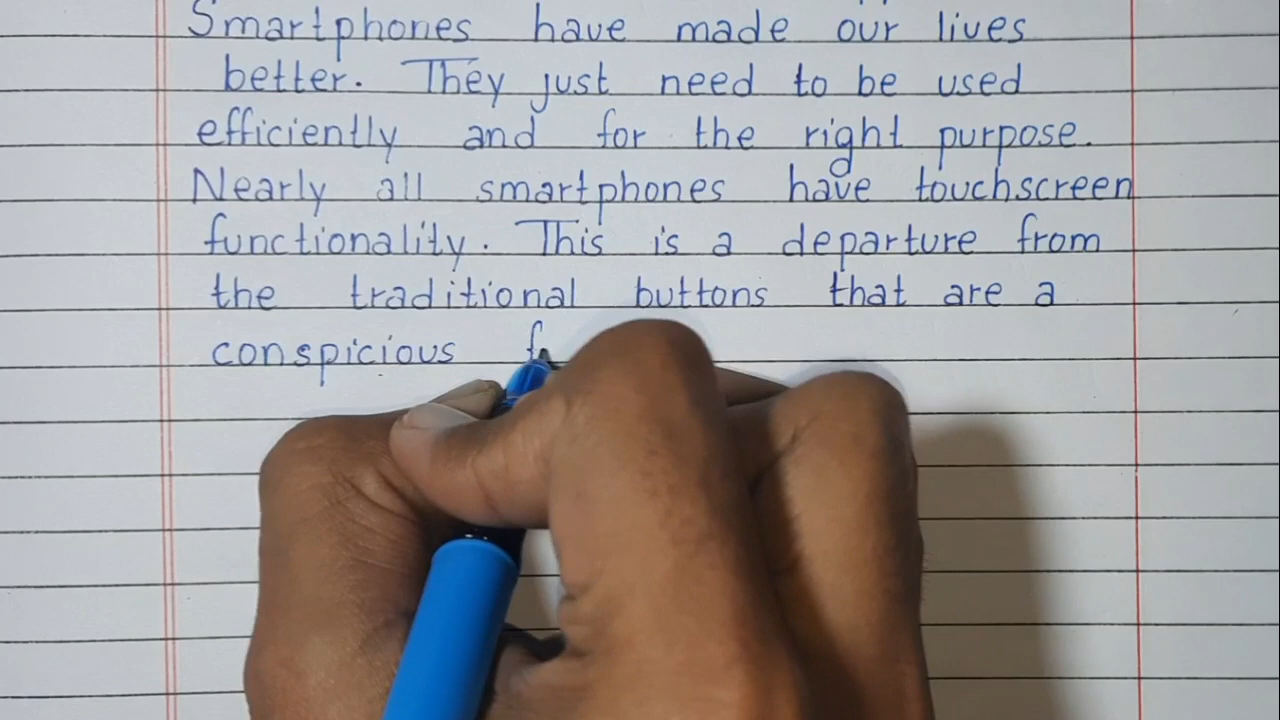 Smartphones have made our lives
better. They just need to be used
efficiently and for the right purpose.
Nearly all smartphones have touchscreen
functionality. This is a departure from
the traditional buttons that are a
conspicious f